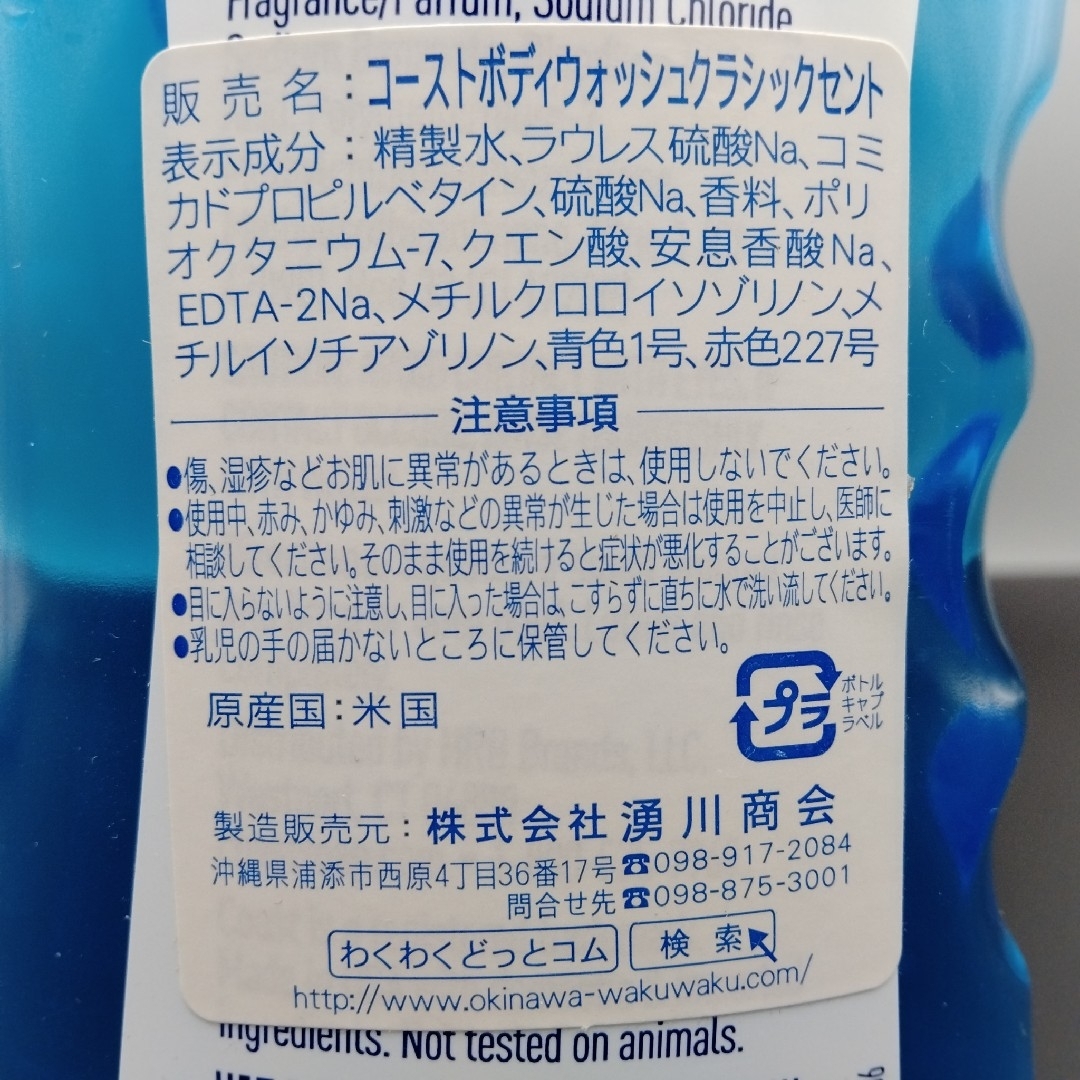 Fragrance/Parfum, Sodium Chloride
販売名：コーストボディウォッシュクラシックセント
表示成分：精製水、ラウレス硫酸Na、コミ
カドプロピルベタイン、硫酸Na、香料、ポリ
オクタニウム-7、クエン酸、安息香酸Na、
EDTA-2Na、メチルクロロイソゾリノン、メ
チルイソチアゾリノン、青色1号、赤色227号
注意事項
●傷、湿疹などお肌に異常があるときは、使用しないでください。
●使用中、赤み、かゆみ、刺激などの異常が生じた場合は使用を中止し、医師に
相談してください。そのまま使用を続けると症状が悪化することがございます。
●目に入らないように注意し、目に入った場合は、こすらずに直ちに水で洗い流してください。
●乳児の手の届かないところに保管してください。
原産国：米国
プラ
ボトル
キャプ
ラベル
製造販売元：株式会社湧川商会
沖縄県浦添市西原4丁目36番17号☎098-917-2084
問合せ先☎098-875-3001
わくわくどっとコム 検索
http://www.okinawa-wakuwaku.com/
ingredients. Not tested on animals.